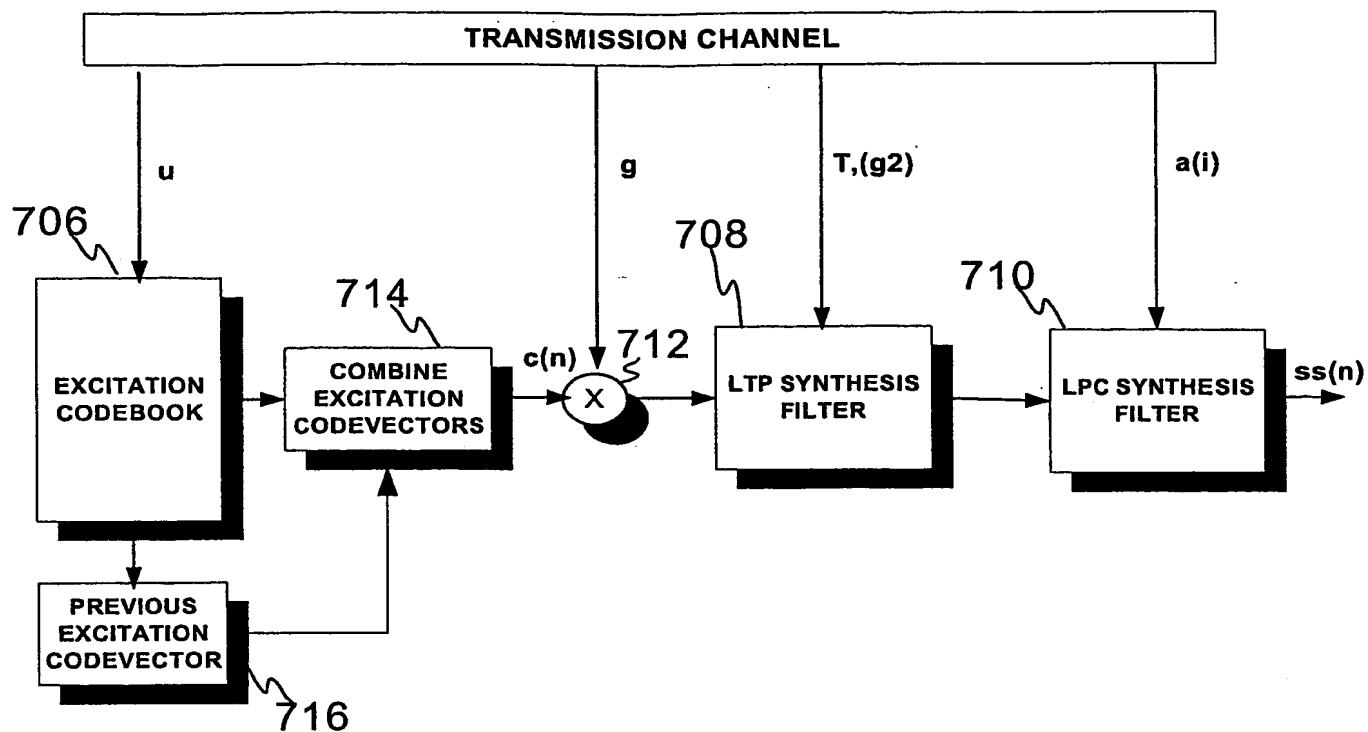 TRANSMISSION CHANNEL
u
g
T,(g2)
a(i)
706
708
710
714
712
EXCITATION
CODEBOOK
COMBINE
EXCITATION
CODEVECTORS
c(n)
X
LTP SYNTHESIS
FILTER
LPC SYNTHESIS
FILTER
ss(n)
PREVIOUS
EXCITATION
CODEVECTOR
716